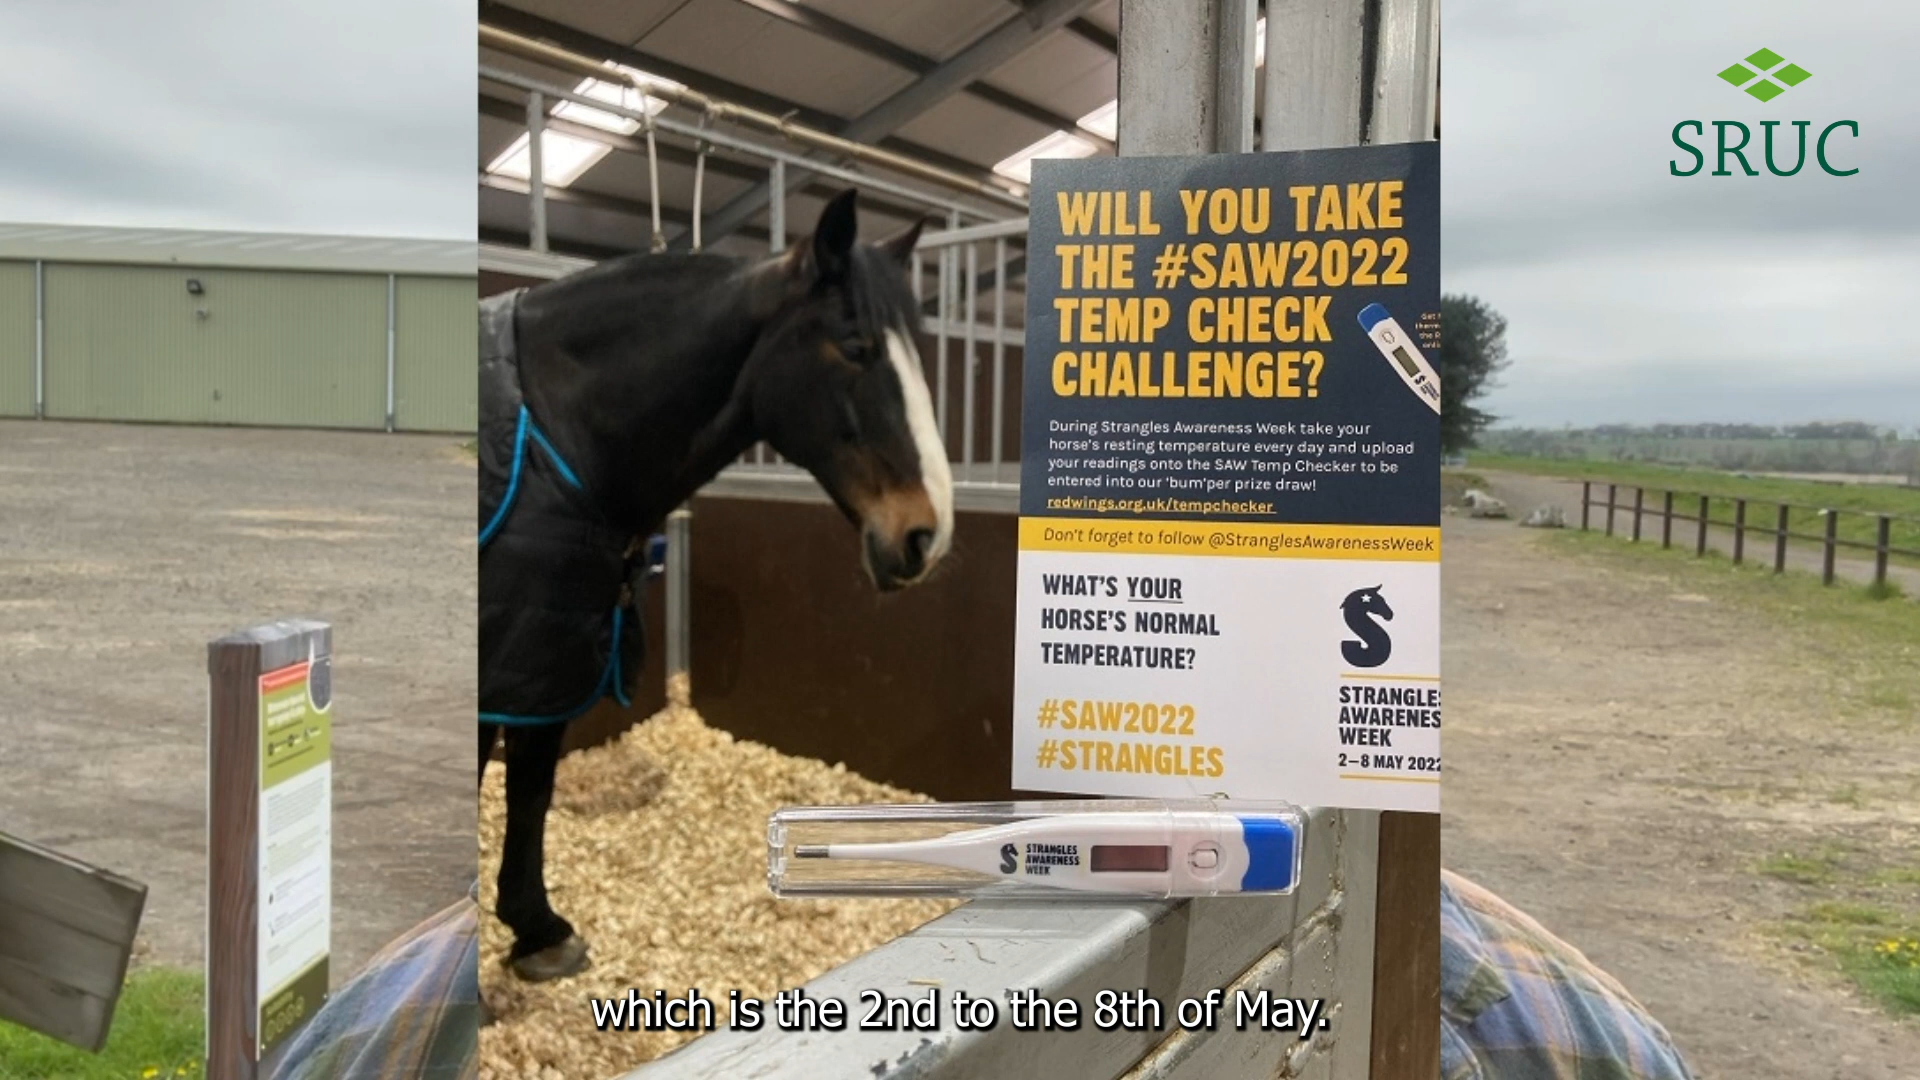 SRUC
WILL YOU TAKE
THE #SAW2022
TEMP CHECK
CHALLENGE?
During Strangles Awareness Week take your
horse's resting temperature every day and upload
your readings onto the SAW Temp Checker to be
entered into our 'bum'per prize draw!
redwings.org.uk/tempchecker
Don't forget to follow @StranglesAwarenessWeek
WHAT'S YOUR
HORSE'S NORMAL
TEMPERATURE?
#SAW2022
#STRANGLES
STRANGLES
AWARENES
WEEK
2–8 MAY 2022
STRANGLES
AWARENESS
WEEK
which is the 2nd to the 8th of May.